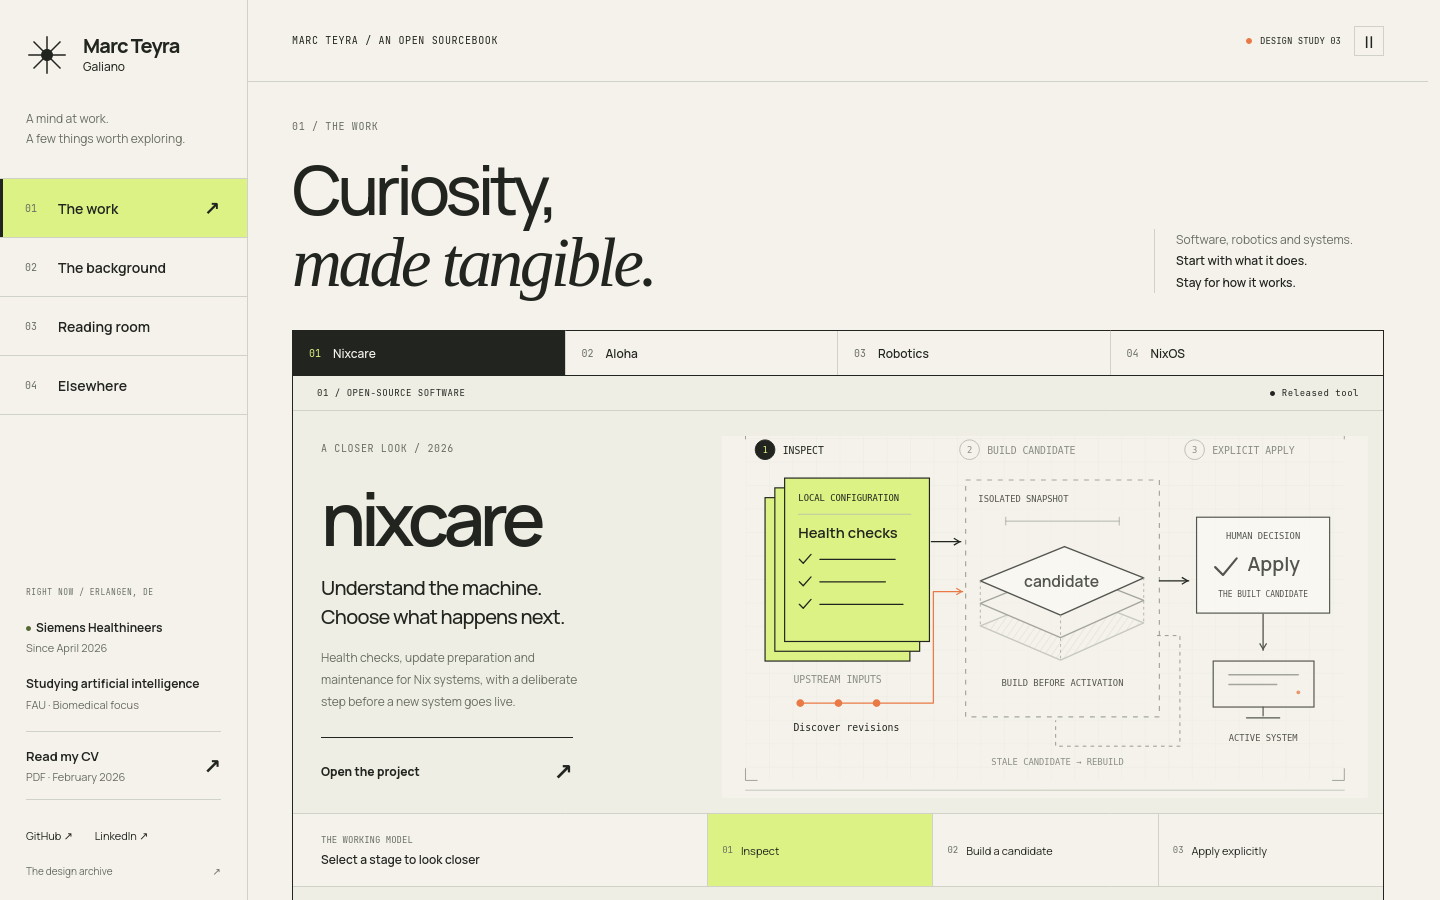 Marc Teyra
Galiano
A mind at work.
A few things worth exploring.
01 The work ↗
02 The background
03 Reading room
04 Elsewhere
RIGHT NOW / ERLANGEN, DE
Siemens Healthineers
Since April 2026
Studying artificial intelligence
FAU · Biomedical focus
Read my CV ↗
PDF · February 2026
GitHub ↗ LinkedIn ↗
The design archive ↗
MARC TEYRA / AN OPEN SOURCEBOOK
DESIGN STUDY 03
01 / THE WORK
Curiosity,
made tangible.
Software, robotics and systems.
Start with what it does.
Stay for how it works.
01 Nixcare
02 Aloha
03 Robotics
04 NixOS
01 / OPEN-SOURCE SOFTWARE
Released tool
A CLOSER LOOK / 2026
nixcare
Understand the machine.
Choose what happens next.
Health checks, update preparation and
maintenance for Nix systems, with a deliberate
step before a new system goes live.
Open the project ↗
1 INSPECT
2 BUILD CANDIDATE
3 EXPLICIT APPLY
LOCAL CONFIGURATION
Health checks
UPSTREAM INPUTS
Discover revisions
ISOLATED SNAPSHOT
candidate
BUILD BEFORE ACTIVATION
STALE CANDIDATE → REBUILD
HUMAN DECISION
Apply
THE BUILT CANDIDATE
ACTIVE SYSTEM
THE WORKING MODEL
Select a stage to look closer
01 Inspect
02 Build a candidate
03 Apply explicitly